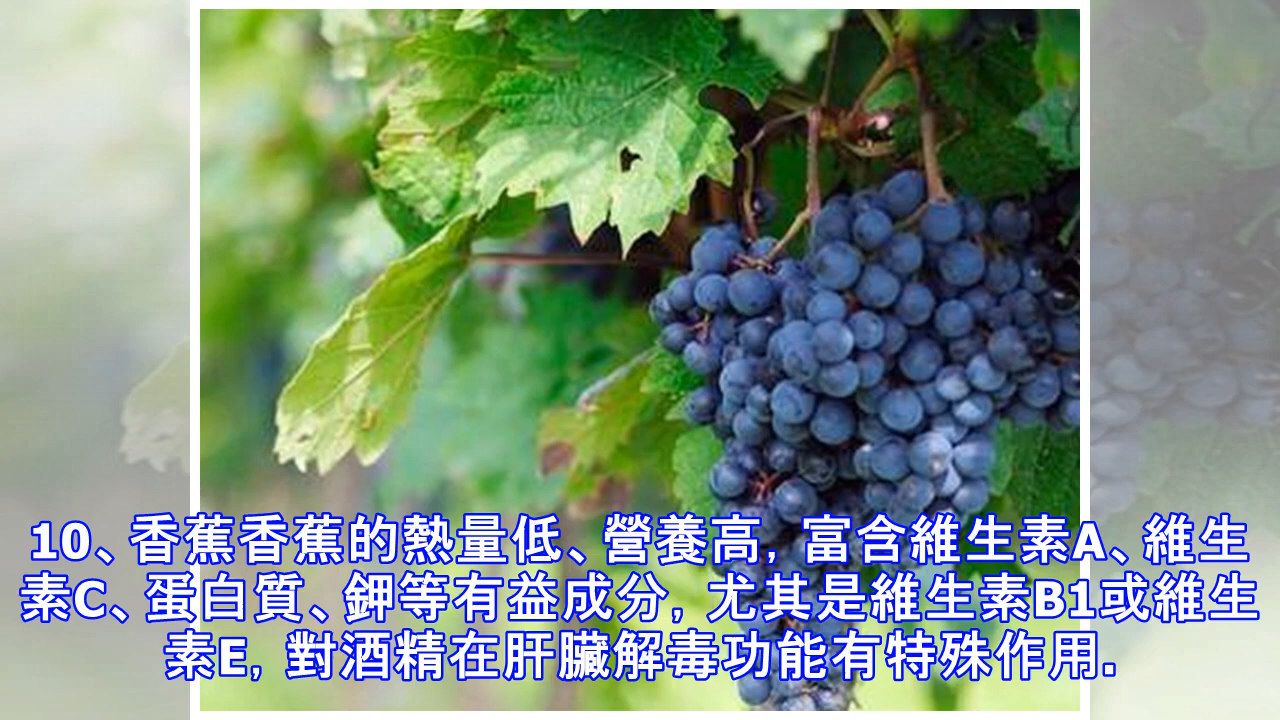 10、香蕉香蕉的熱量低、營養高, 富含維生素A、維生
素C、蛋白質、鉀等有益成分, 尤其是維生素B1或維生
素E, 對酒精在肝臟解毒功能有特殊作用.